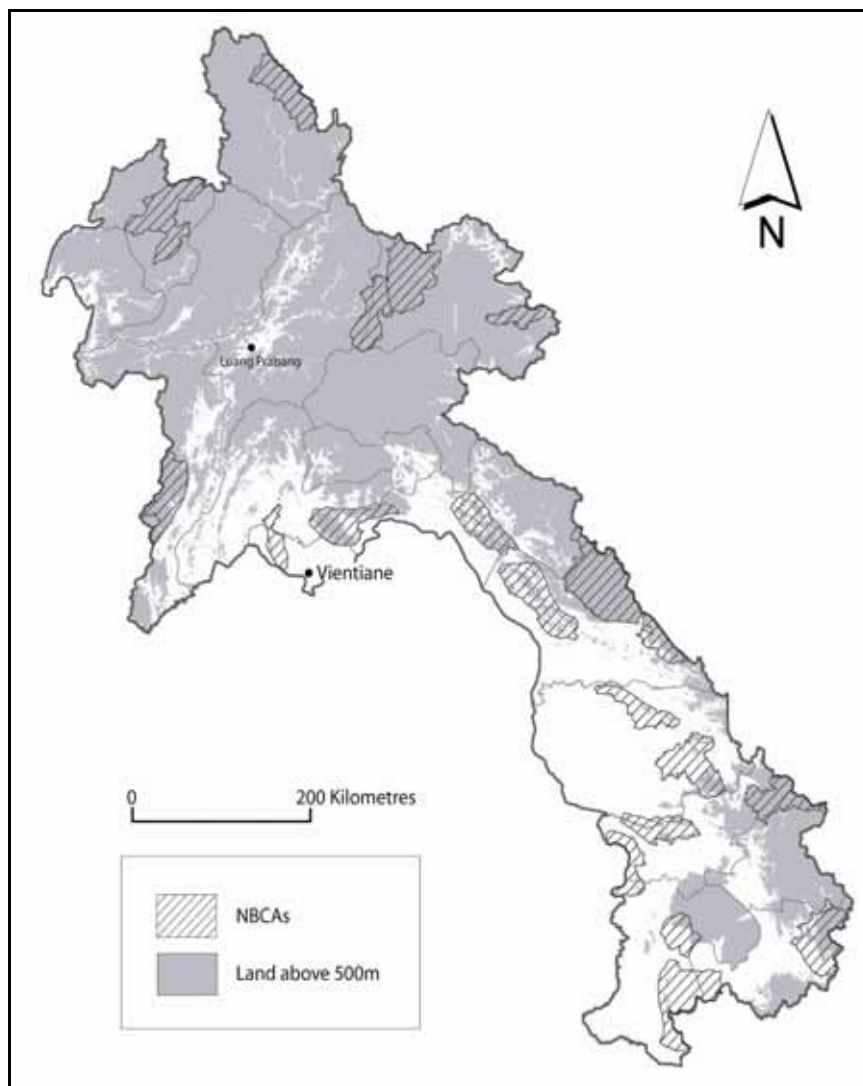 N
Luang Prabang
Vientiane
0 200 Kilometres
NBCAs
Land above 500m